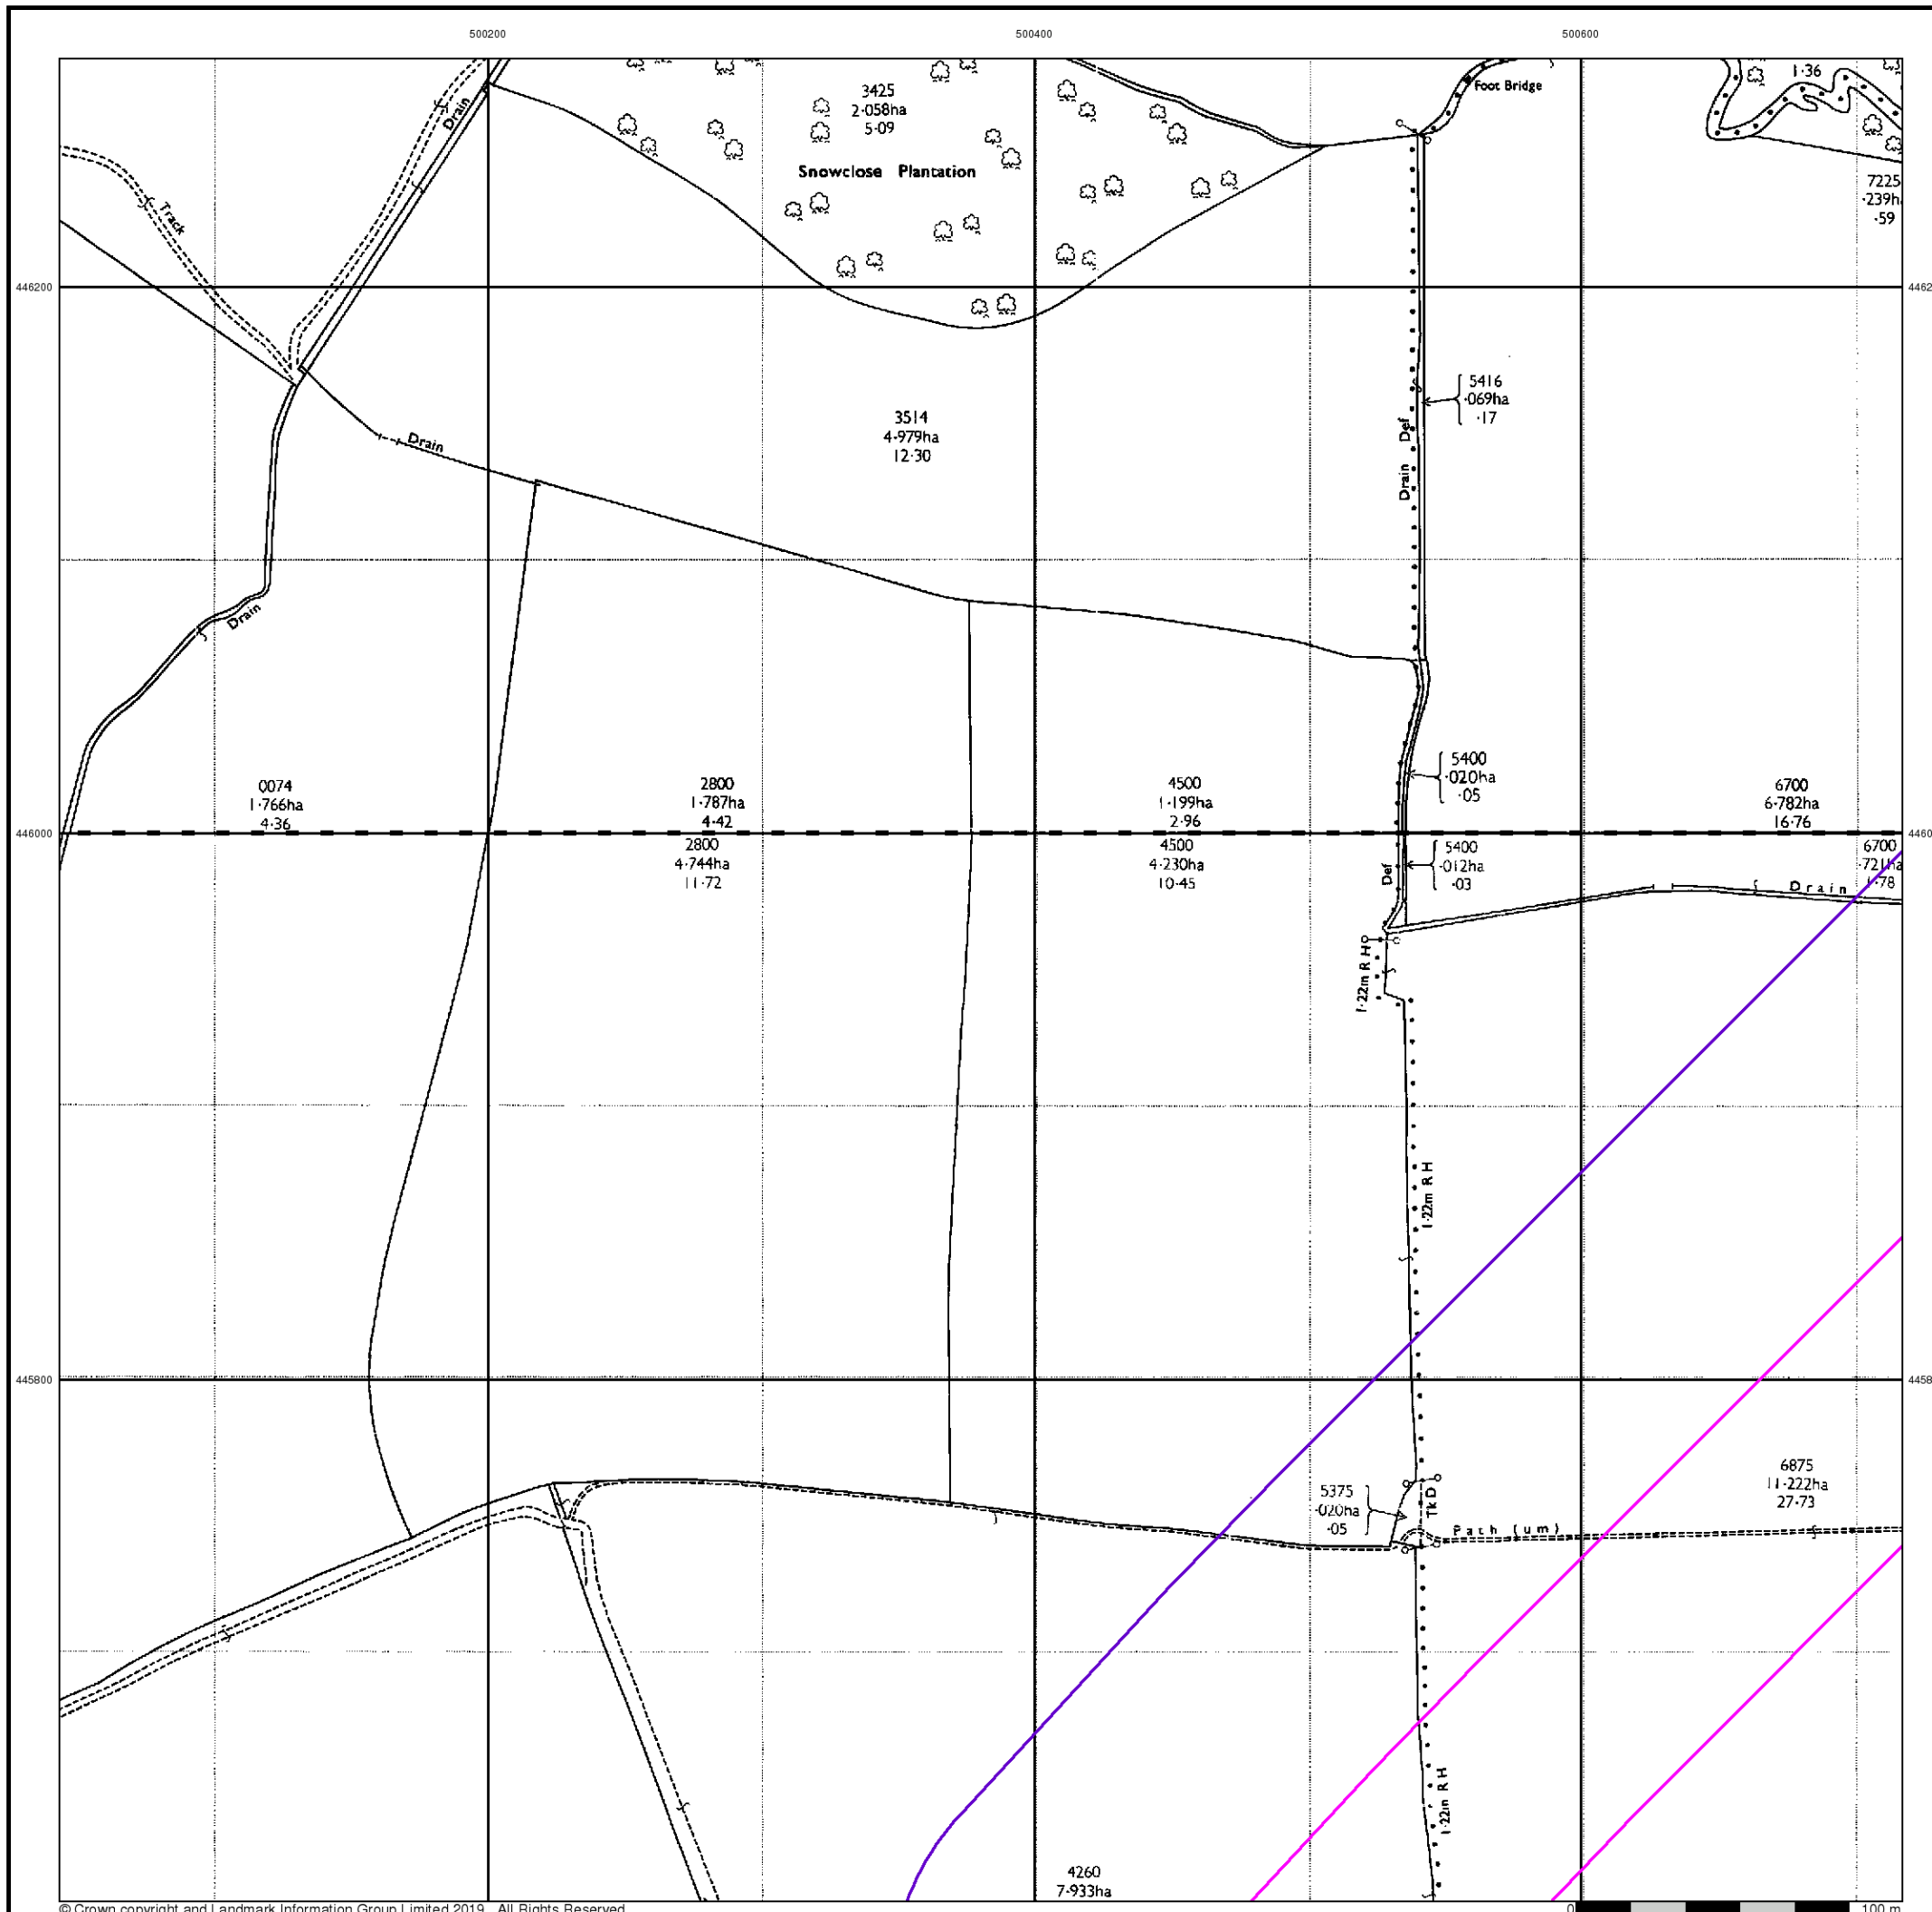 500200
500400
500600
Drain
3425
2·058ha
5·09
Snowclose Plantation
Foot Bridge
1·36
7225
·239h
·59
Track
446200
4462
5416
·069ha
·17
3514
4·979ha
12·30
Drain
Drain Def
Drain
0074
1·766ha
4·36
2800
1·787ha
4·42
4500
1·199ha
2·96
5400
·020ha
·05
6700
6·782ha
16·76
446000
4460
2800
4·744ha
11·72
4500
4·230ha
10·45
Def
5400
·012ha
·03
6700
·721ha
·78
Drain
1·22m R H
1·22m R H
445800
4458
5375
·020ha
·05
Tk D
Path (um)
6875
11·222ha
27·73
1·22m R H
4260
7·933ha
© Crown copyright and Landmark Information Group Limited 2019. All Rights Reserved.
0
100 m